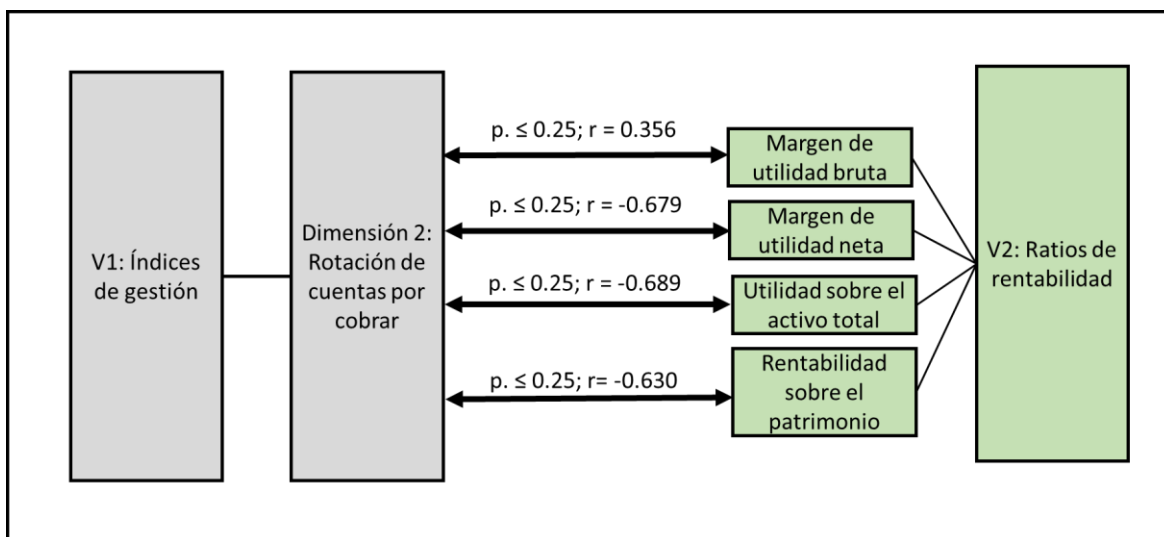 V1: Índices
de gestión
Dimensión 2:
Rotación de
cuentas por
cobrar
p. ≤ 0.25; r = 0.356
p. ≤ 0.25; r = -0.679
p. ≤ 0.25; r = -0.689
p. ≤ 0.25; r= -0.630
Margen de
utilidad bruta
Margen de
utilidad neta
Utilidad sobre el
activo total
Rentabilidad
sobre el
patrimonio
V2: Ratios de
rentabilidad